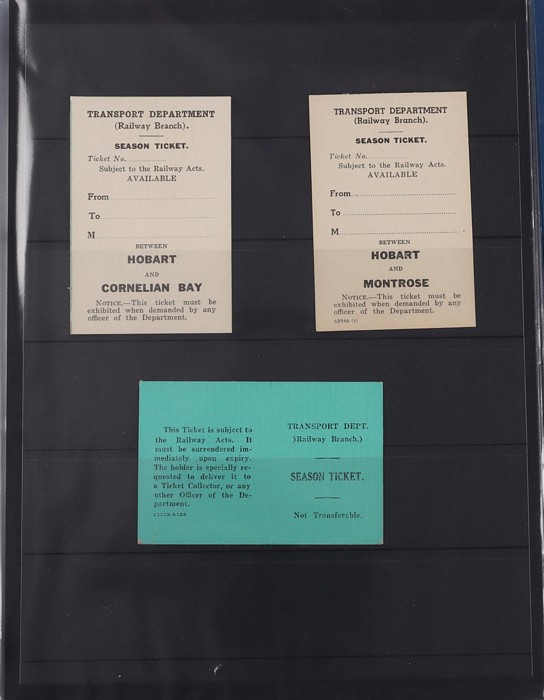 TRANSPORT DEPARTMENT
(Railway Branch).
SEASON TICKET.
Ticket No.
Subject to the Railway Acts.
AVAILABLE
From
To
M
BETWEEN
HOBART
AND
CORNELIAN BAY
NOTICE.—This ticket must be
exhibited when demanded by any
officer of the Department.
TRANSPORT DEPARTMENT
(Railway Branch).
SEASON TICKET.
Ticket No.
Subject to the Railway Acts.
AVAILABLE
From
To
M
BETWEEN
HOBART
AND
MONTROSE
NOTICE.—This ticket must be
exhibited when demanded by any
officer of the Department.
This Ticket is subject to
the Railway Acts. It
must be surrendered im-
mediately upon expiry.
The holder is specially re-
quested to deliver it to
a Ticket Collector, or any
other Officer of the De-
partment.
TRANSPORT DEPT.
)Railway Branch.)
SEASON TICKET.
Not Transferable.